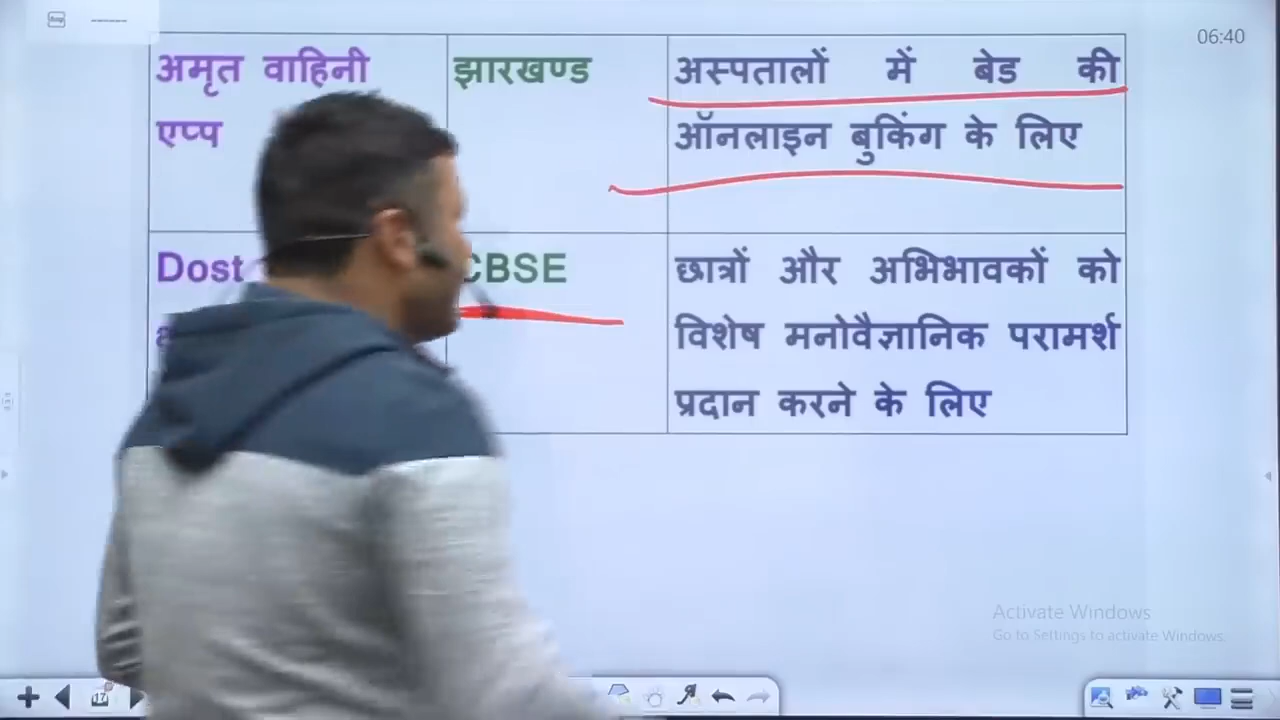 06:40
अमृत वाहिनी
एप्प
झारखण्ड
अस्पतालों में बेड की
ऑनलाइन बुकिंग के लिए
Dost
CBSE
छात्रों और अभिभावकों को
विशेष मनोवैज्ञानिक परामर्श
प्रदान करने के लिए
Activate Windows
Go to Settings to activate Windows.
17